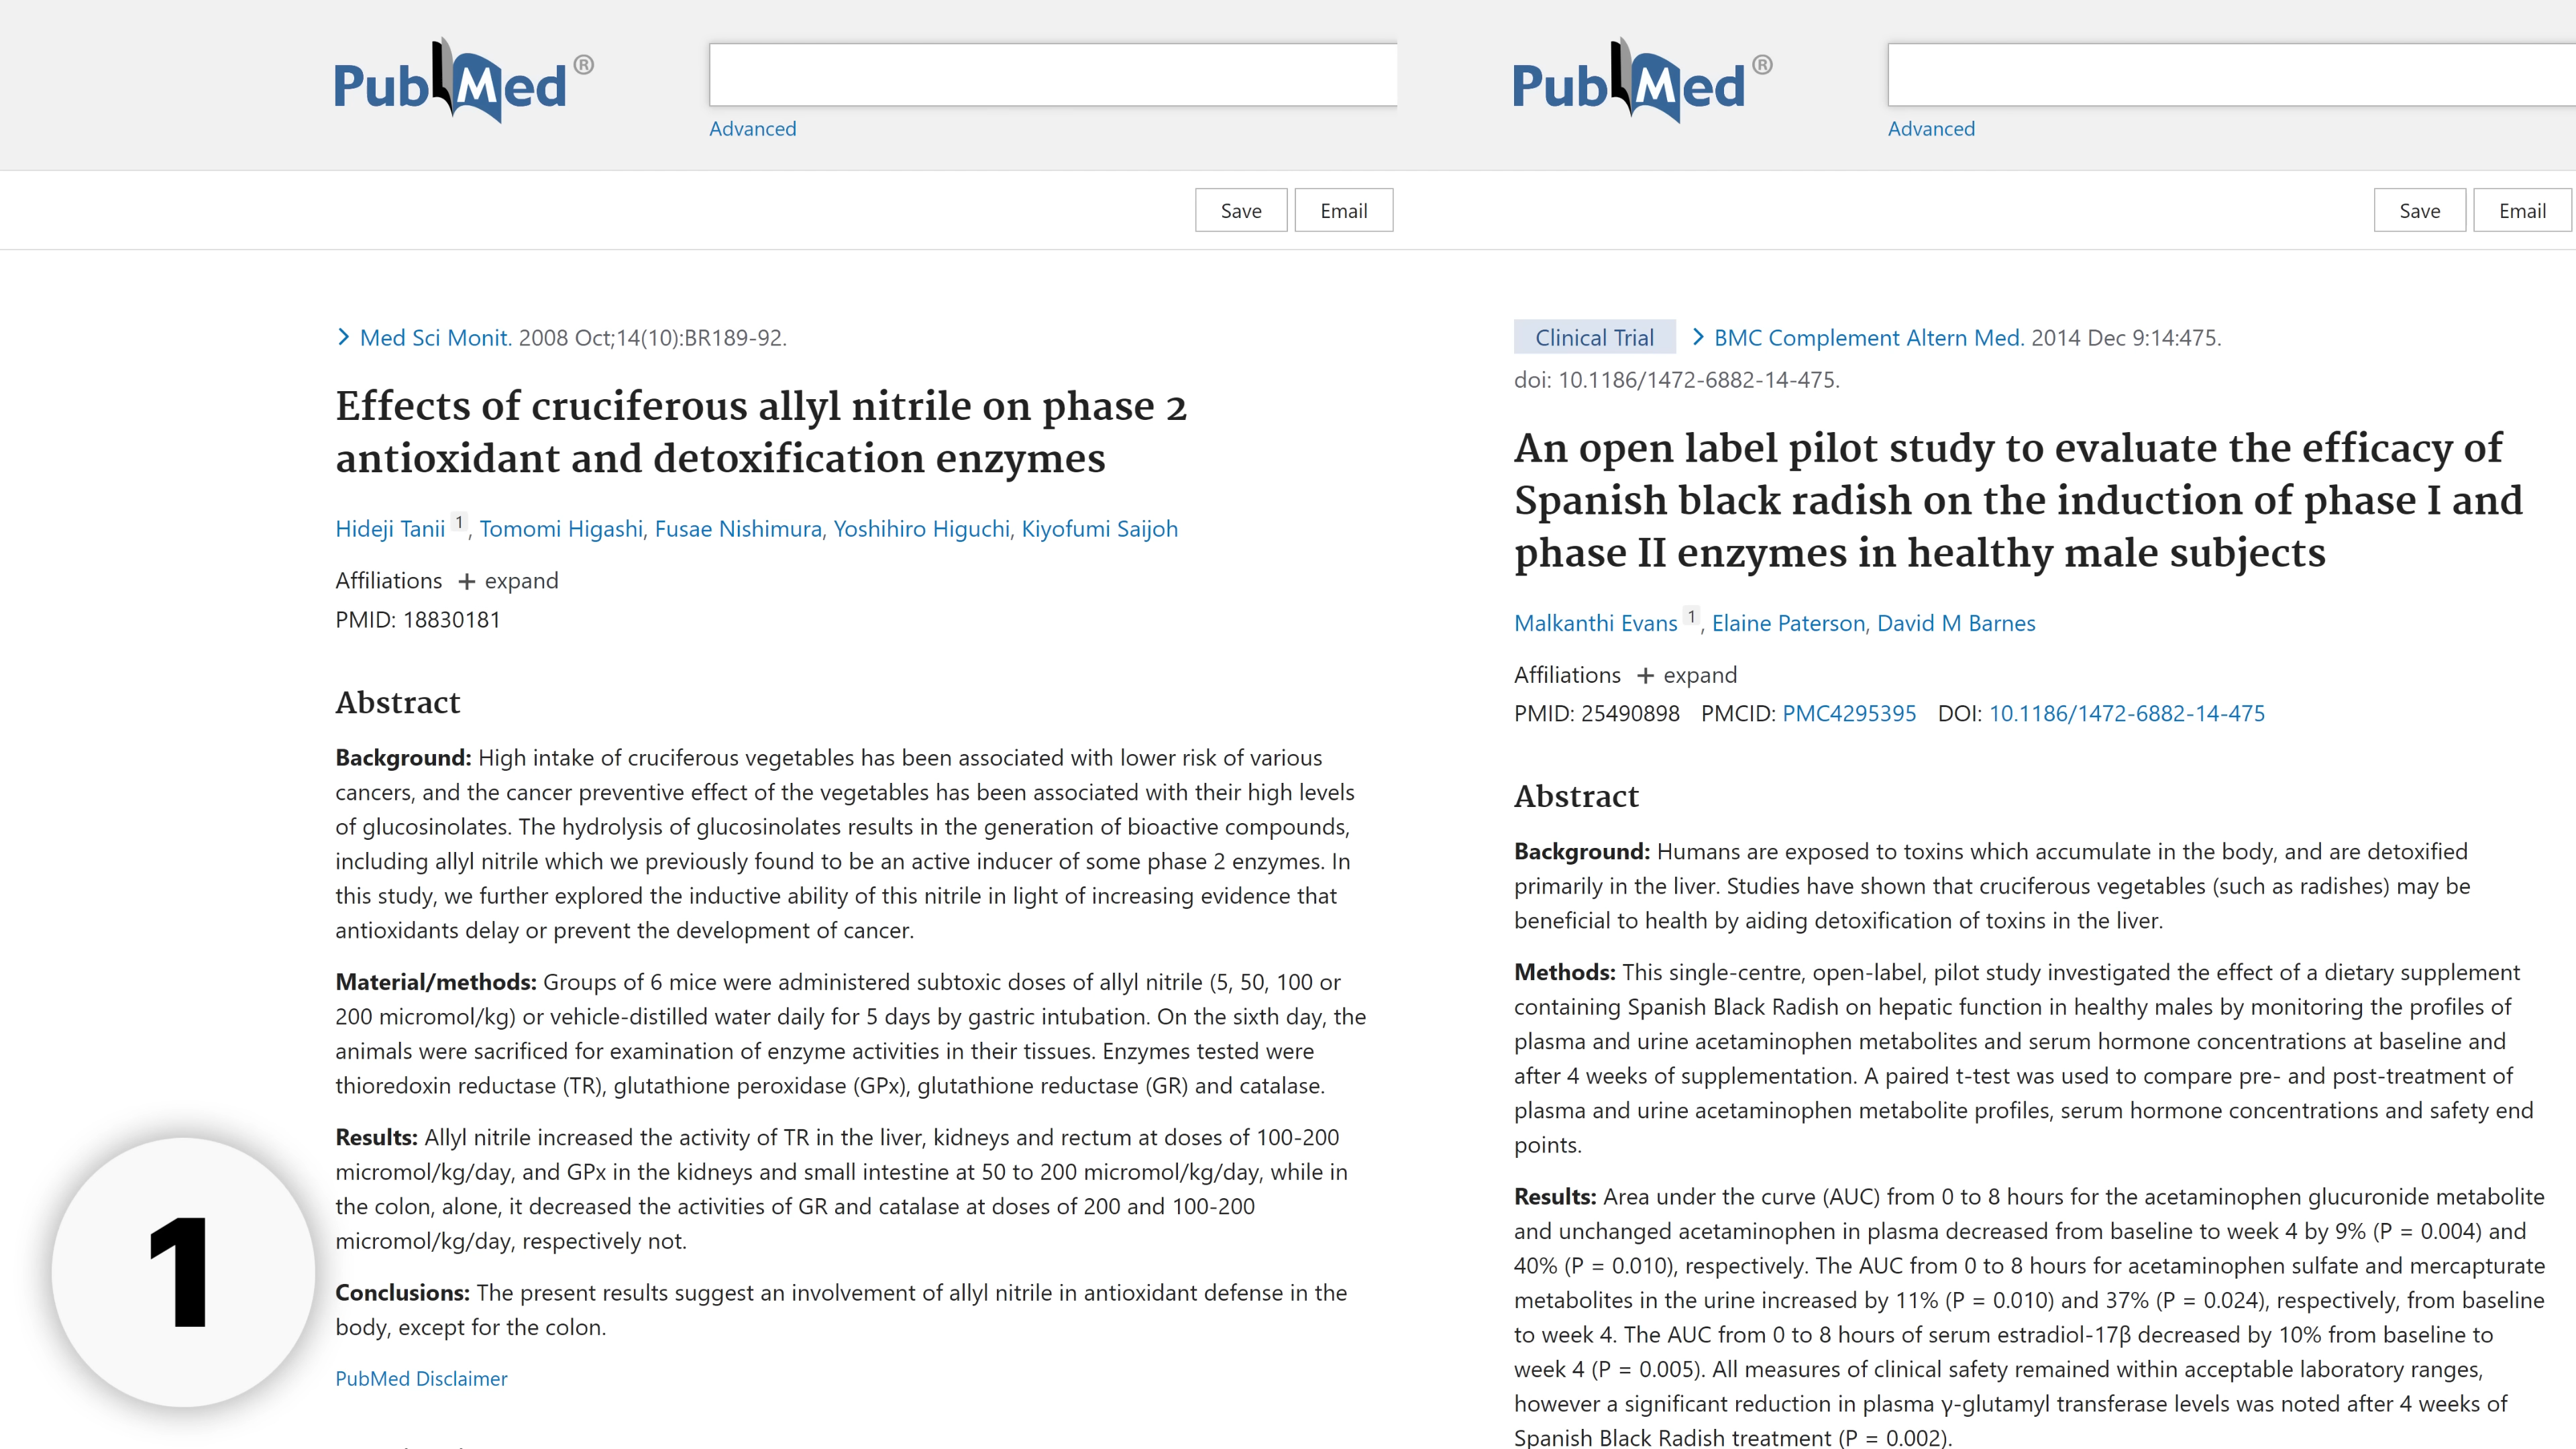 PubMed®
Advanced
Save
Email
Med Sci Monit. 2008 Oct;14(10):BR189-92.
Effects of cruciferous allyl nitrile on phase 2
antioxidant and detoxification enzymes
Hideji Tanii 1, Tomomi Higashi, Fusae Nishimura, Yoshihiro Higuchi, Kiyofumi Saijoh
Affiliations + expand
PMID: 18830181
Abstract
Background: High intake of cruciferous vegetables has been associated with lower risk of various
cancers, and the cancer preventive effect of the vegetables has been associated with their high levels
of glucosinolates. The hydrolysis of glucosinolates results in the generation of bioactive compounds,
including allyl nitrile which we previously found to be an active inducer of some phase 2 enzymes. In
this study, we further explored the inductive ability of this nitrile in light of increasing evidence that
antioxidants delay or prevent the development of cancer.
Material/methods: Groups of 6 mice were administered subtoxic doses of allyl nitrile (5, 50, 100 or
200 micromol/kg) or vehicle-distilled water daily for 5 days by gastric intubation. On the sixth day, the
animals were sacrificed for examination of enzyme activities in their tissues. Enzymes tested were
thioredoxin reductase (TR), glutathione peroxidase (GPx), glutathione reductase (GR) and catalase.
Results: Allyl nitrile increased the activity of TR in the liver, kidneys and rectum at doses of 100-200
micromol/kg/day, and GPx in the kidneys and small intestine at 50 to 200 micromol/kg/day, while in
the colon, alone, it decreased the activities of GR and catalase at doses of 200 and 100-200
micromol/kg/day, respectively not.
Conclusions: The present results suggest an involvement of allyl nitrile in antioxidant defense in the
body, except for the colon.
PubMed Disclaimer
1
PubMed®
Advanced
Save
Email
Clinical Trial
BMC Complement Altern Med. 2014 Dec 9:14:475.
doi: 10.1186/1472-6882-14-475.
An open label pilot study to evaluate the efficacy of
Spanish black radish on the induction of phase I and
phase II enzymes in healthy male subjects
Malkanthi Evans 1, Elaine Paterson, David M Barnes
Affiliations + expand
PMID: 25490898 PMCID: PMC4295395 DOI: 10.1186/1472-6882-14-475
Abstract
Background: Humans are exposed to toxins which accumulate in the body, and are detoxified
primarily in the liver. Studies have shown that cruciferous vegetables (such as radishes) may be
beneficial to health by aiding detoxification of toxins in the liver.
Methods: This single-centre, open-label, pilot study investigated the effect of a dietary supplement
containing Spanish Black Radish on hepatic function in healthy males by monitoring the profiles of
plasma and urine acetaminophen metabolites and serum hormone concentrations at baseline and
after 4 weeks of supplementation. A paired t-test was used to compare pre- and post-treatment of
plasma and urine acetaminophen metabolite profiles, serum hormone concentrations and safety end
points.
Results: Area under the curve (AUC) from 0 to 8 hours for the acetaminophen glucuronide metabolite
and unchanged acetaminophen in plasma decreased from baseline to week 4 by 9% (P = 0.004) and
40% (P = 0.010), respectively. The AUC from 0 to 8 hours for acetaminophen sulfate and mercapturate
metabolites in the urine increased by 11% (P = 0.010) and 37% (P = 0.024), respectively, from baseline
to week 4. The AUC from 0 to 8 hours of serum estradiol-17β decreased by 10% from baseline to
week 4 (P = 0.005). All measures of clinical safety remained within acceptable laboratory ranges,
however a significant reduction in plasma γ-glutamyl transferase levels was noted after 4 weeks of
Spanish Black Radish treatment (P = 0.002).